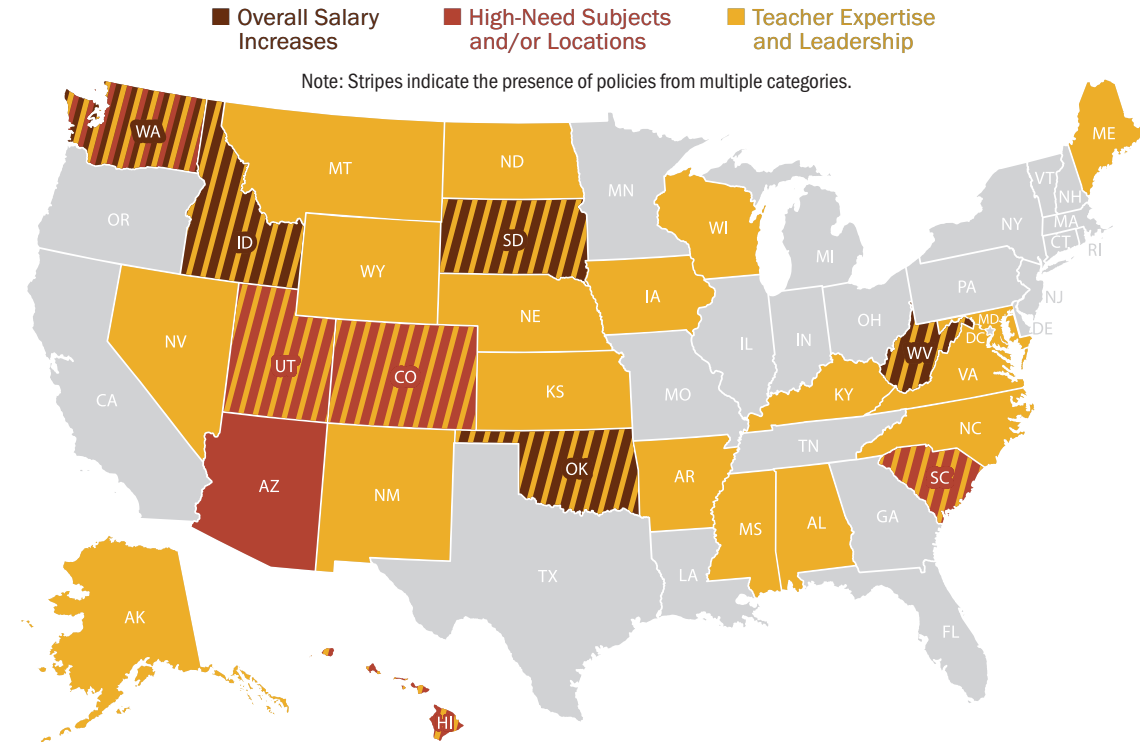 Overall Salary
Increases
High-Need Subjects
and/or Locations
Teacher Expertise
and Leadership
Note: Stripes indicate the presence of policies from multiple categories.
WA
MT
ND
MN
ME
VT
NH
OR
ID
SD
WI
NY
MA
CT
RI
MI
WY
IA
PA
NJ
NE
OH
MD
DE
NV
UT
CO
IL
IN
DC
WV
VA
CA
KS
MO
KY
AZ
NM
OK
AR
TN
NC
SC
MS
AL
GA
TX
LA
AK
FL
HI